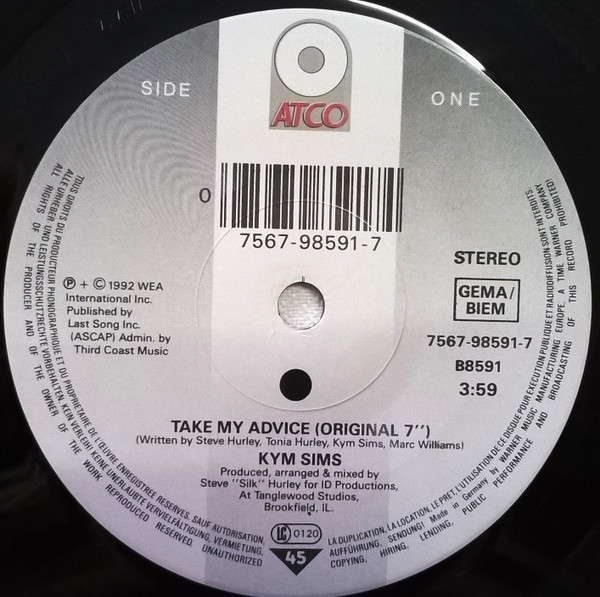 SIDE
ONE
ATCO
0
7567-98591-7
STEREO
GEMA/
BIEM
7567-98591-7
B8591
3:59
℗ + © 1992 WEA
International Inc.
Published by
Last Song Inc.
(ASCAP) Admin. by
Third Coast Music
TAKE MY ADVICE (ORIGINAL 7'')
(Written by Steve Hurley, Tonia Hurley, Kym Sims, Marc Williams)
KYM SIMS
Produced, arranged & mixed by
Steve ''Silk'' Hurley for ID Productions,
At Tanglewood Studios,
Brookfield, IL.
LC 0120
45
TOUS DROITS DU PRODUCTEUR PHONOGRAPHIQUE ET DU PROPRIETAIRE DE L'ŒUVRE ENREGISTREE RESERVES. SAUF AUTORISATION, LA DUPLICATION, LA LOCATION, LE PRET, L'UTILISATION DE CE DISQUE POUR EXECUTION PUBLIQUE ET RADIODIFFUSION SONT INTERDITS.
ALLE URHEBER UND LEISTUNGSSCHUTZRECHTE VORBEHALTEN. KEIN VERLEIH! KEINE UNERLAUBTE VERVIELFÄLTIGUNG, VERMIETUNG, AUFFÜHRUNG, SENDUNG! Made in Germany by WARNER MUSIC MANUFACTURING EUROPE. A TIME WARNER COMPANY
ALL RIGHTS OF THE PRODUCER AND OF THE OWNER OF THE WORK REPRODUCED RESERVED. UNAUTHORIZED COPYING, HIRING, LENDING, PUBLIC PERFORMANCE AND BROADCASTING OF THIS RECORD PROHIBITED!